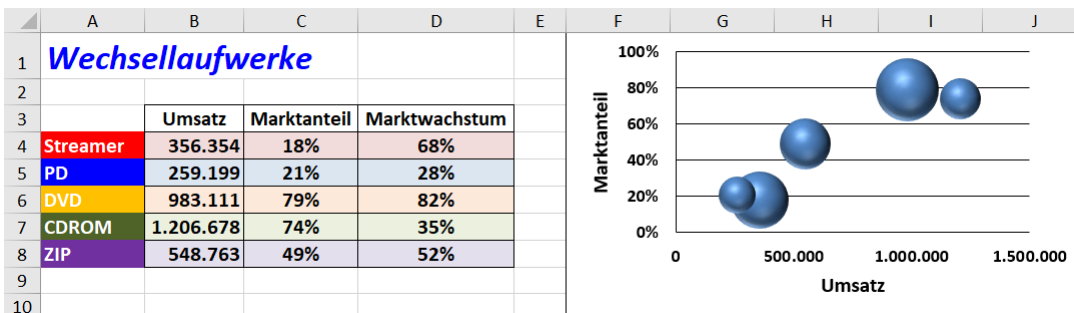 A B C D E F G H I J
1 Wechsellaufwerke
2
3 Umsatz Marktanteil Marktwachstum
4 Streamer 356.354 18% 68%
5 PD 259.199 21% 28%
6 DVD 983.111 79% 82%
7 CDROM 1.206.678 74% 35%
8 ZIP 548.763 49% 52%
9
10
100%
80%
60%
40%
20%
0%
Marktanteil
0 500.000 1.000.000 1.500.000
Umsatz